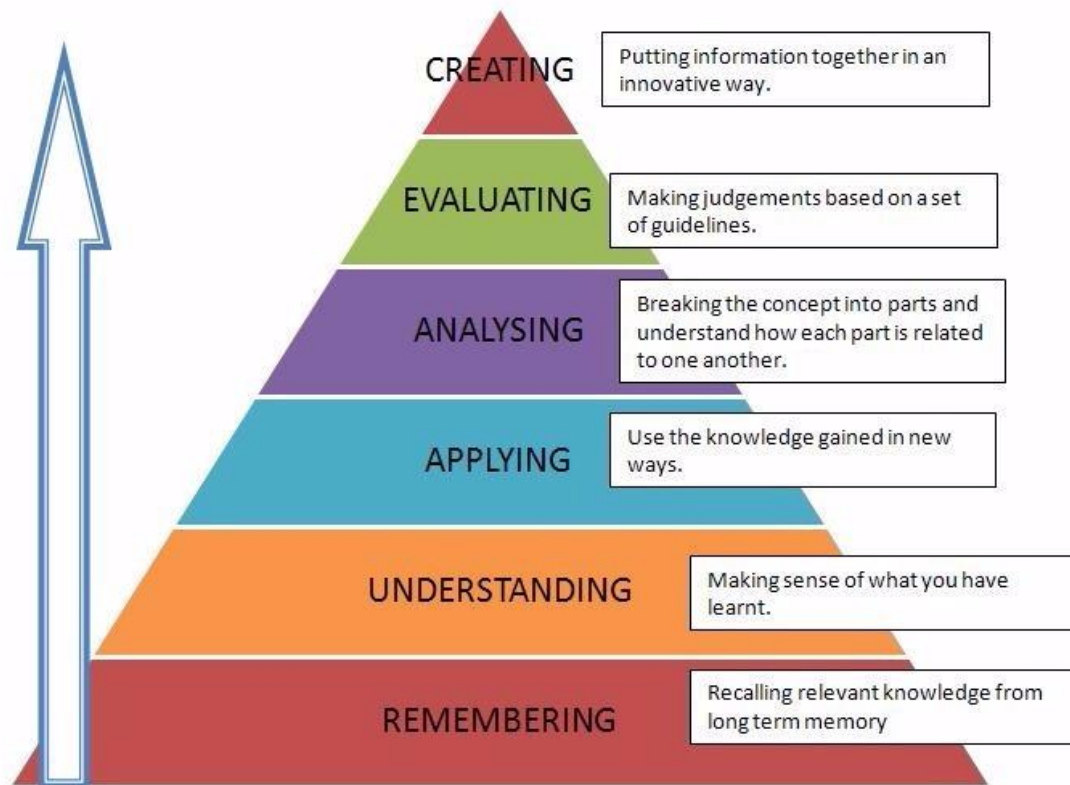 CREATING
Putting information together in an
innovative way.
EVALUATING
Making judgements based on a set
of guidelines.
ANALYSING
Breaking the concept into parts and
understand how each part is related
to one another.
APPLYING
Use the knowledge gained in new
ways.
UNDERSTANDING
Making sense of what you have
learnt.
REMEMBERING
Recalling relevant knowledge from
long term memory